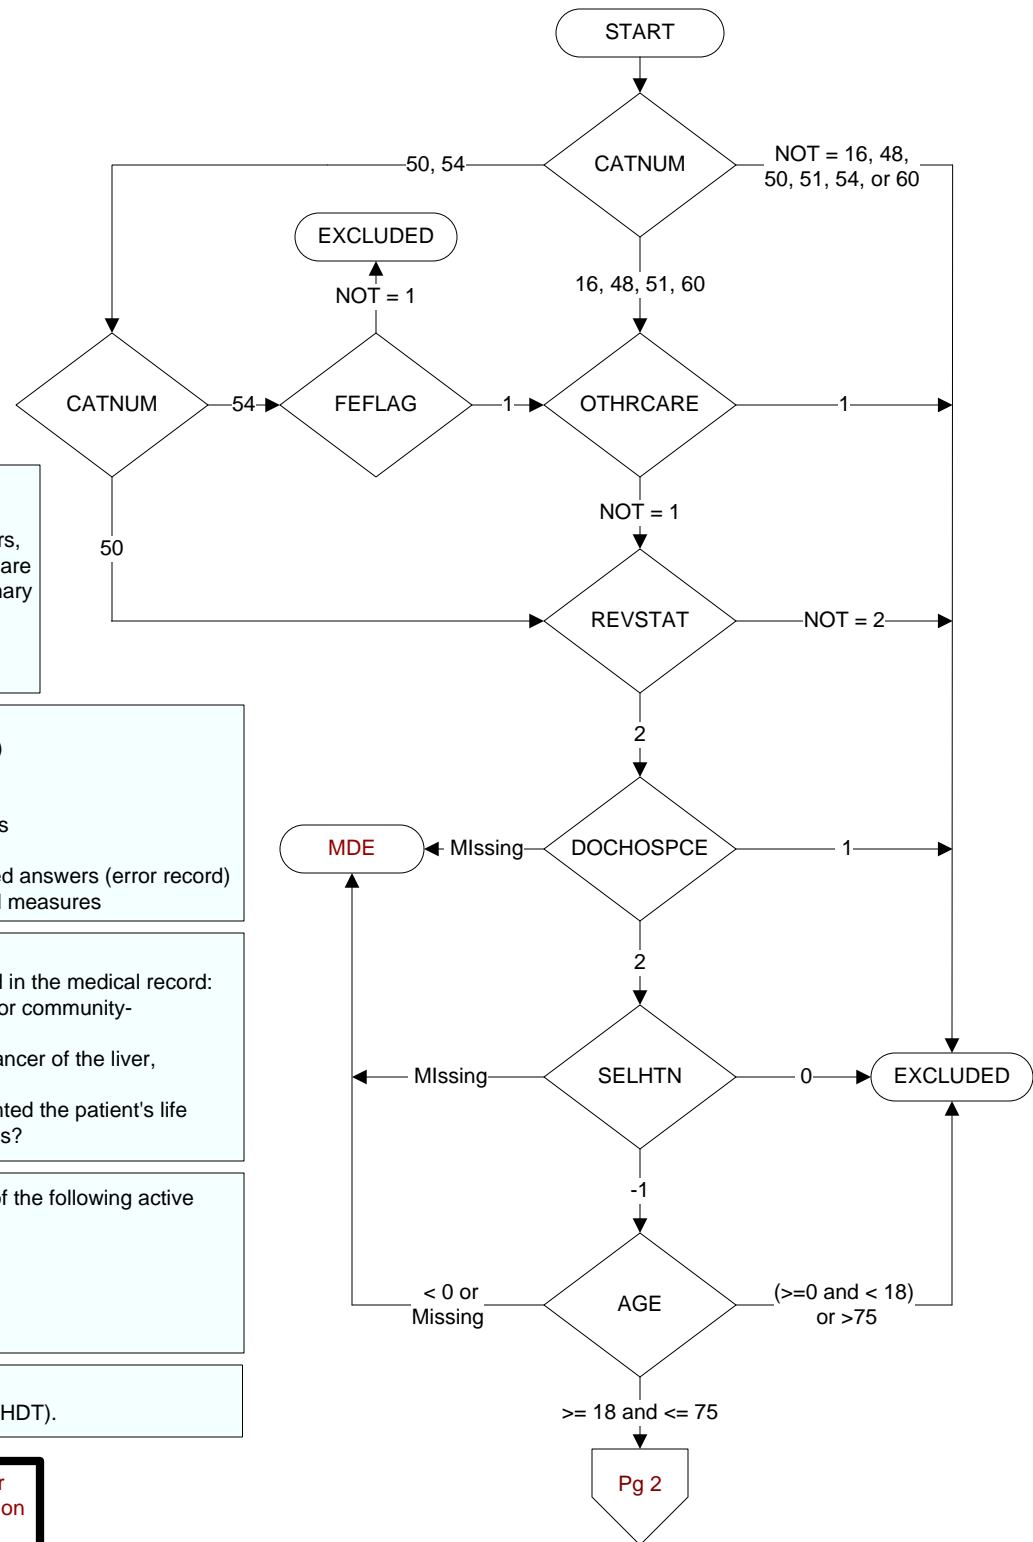 START
CATNUM
50, 54
NOT = 16, 48,
50, 51, 54, or 60
EXCLUDED
NOT = 1
16, 48, 51, 60
CATNUM
54
FEFLAG
1
OTHRCARE
1
NOT = 1
50
REVSTAT
NOT = 2
2
MDE
MIssing
DOCHOSPCE
1
2
MIssing
SELHTN
0
EXCLUDED
-1
< 0 or
Missing
AGE
(>=0 and < 18)
or >75
>= 18 and <= 75
Pg 2
rs,
are
nary
)
s
ed answers (error record)
d measures
d in the medical record:
or community-
ancer of the liver,
nted the patient's life
s?
of the following active
HDT).
r
on